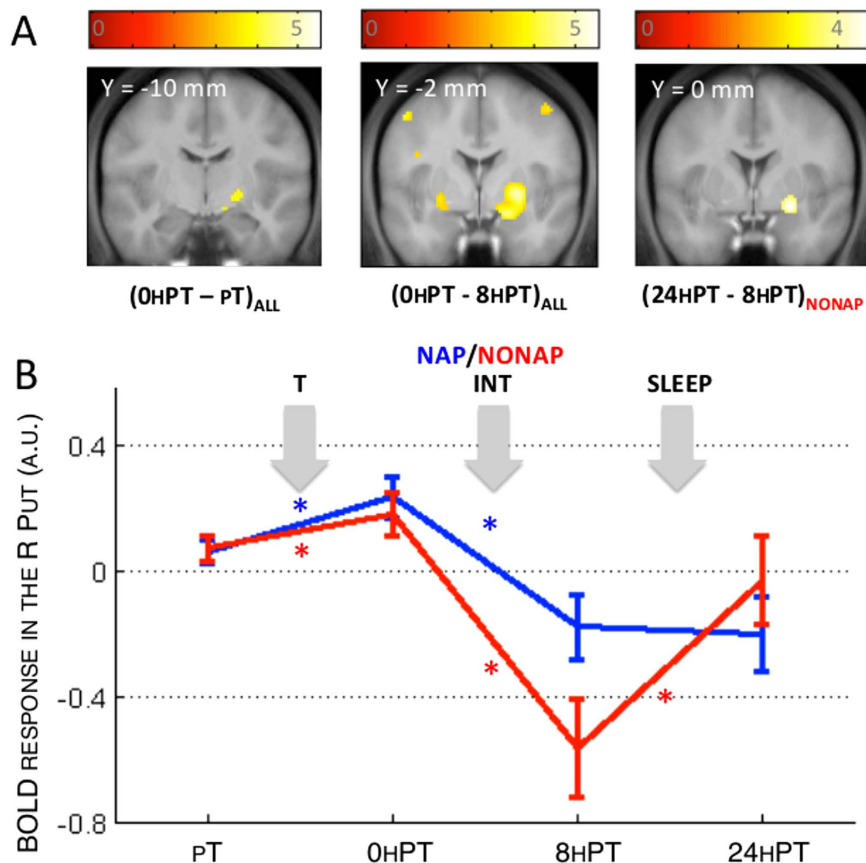 A
0 5
0 5
0 4
Y = -10 mm
Y = -2 mm
Y = 0 mm
(0HPT – PT)ALL
(0HPT - 8HPT)ALL
(24HPT - 8HPT)NONAP
B
NAP/NONAP
T
INT
SLEEP
BOLD RESPONSE IN THE R PUT (A.U.)
0.4
0
-0.4
-0.8
* *
* *
*
PT
0HPT
8HPT
24HPT